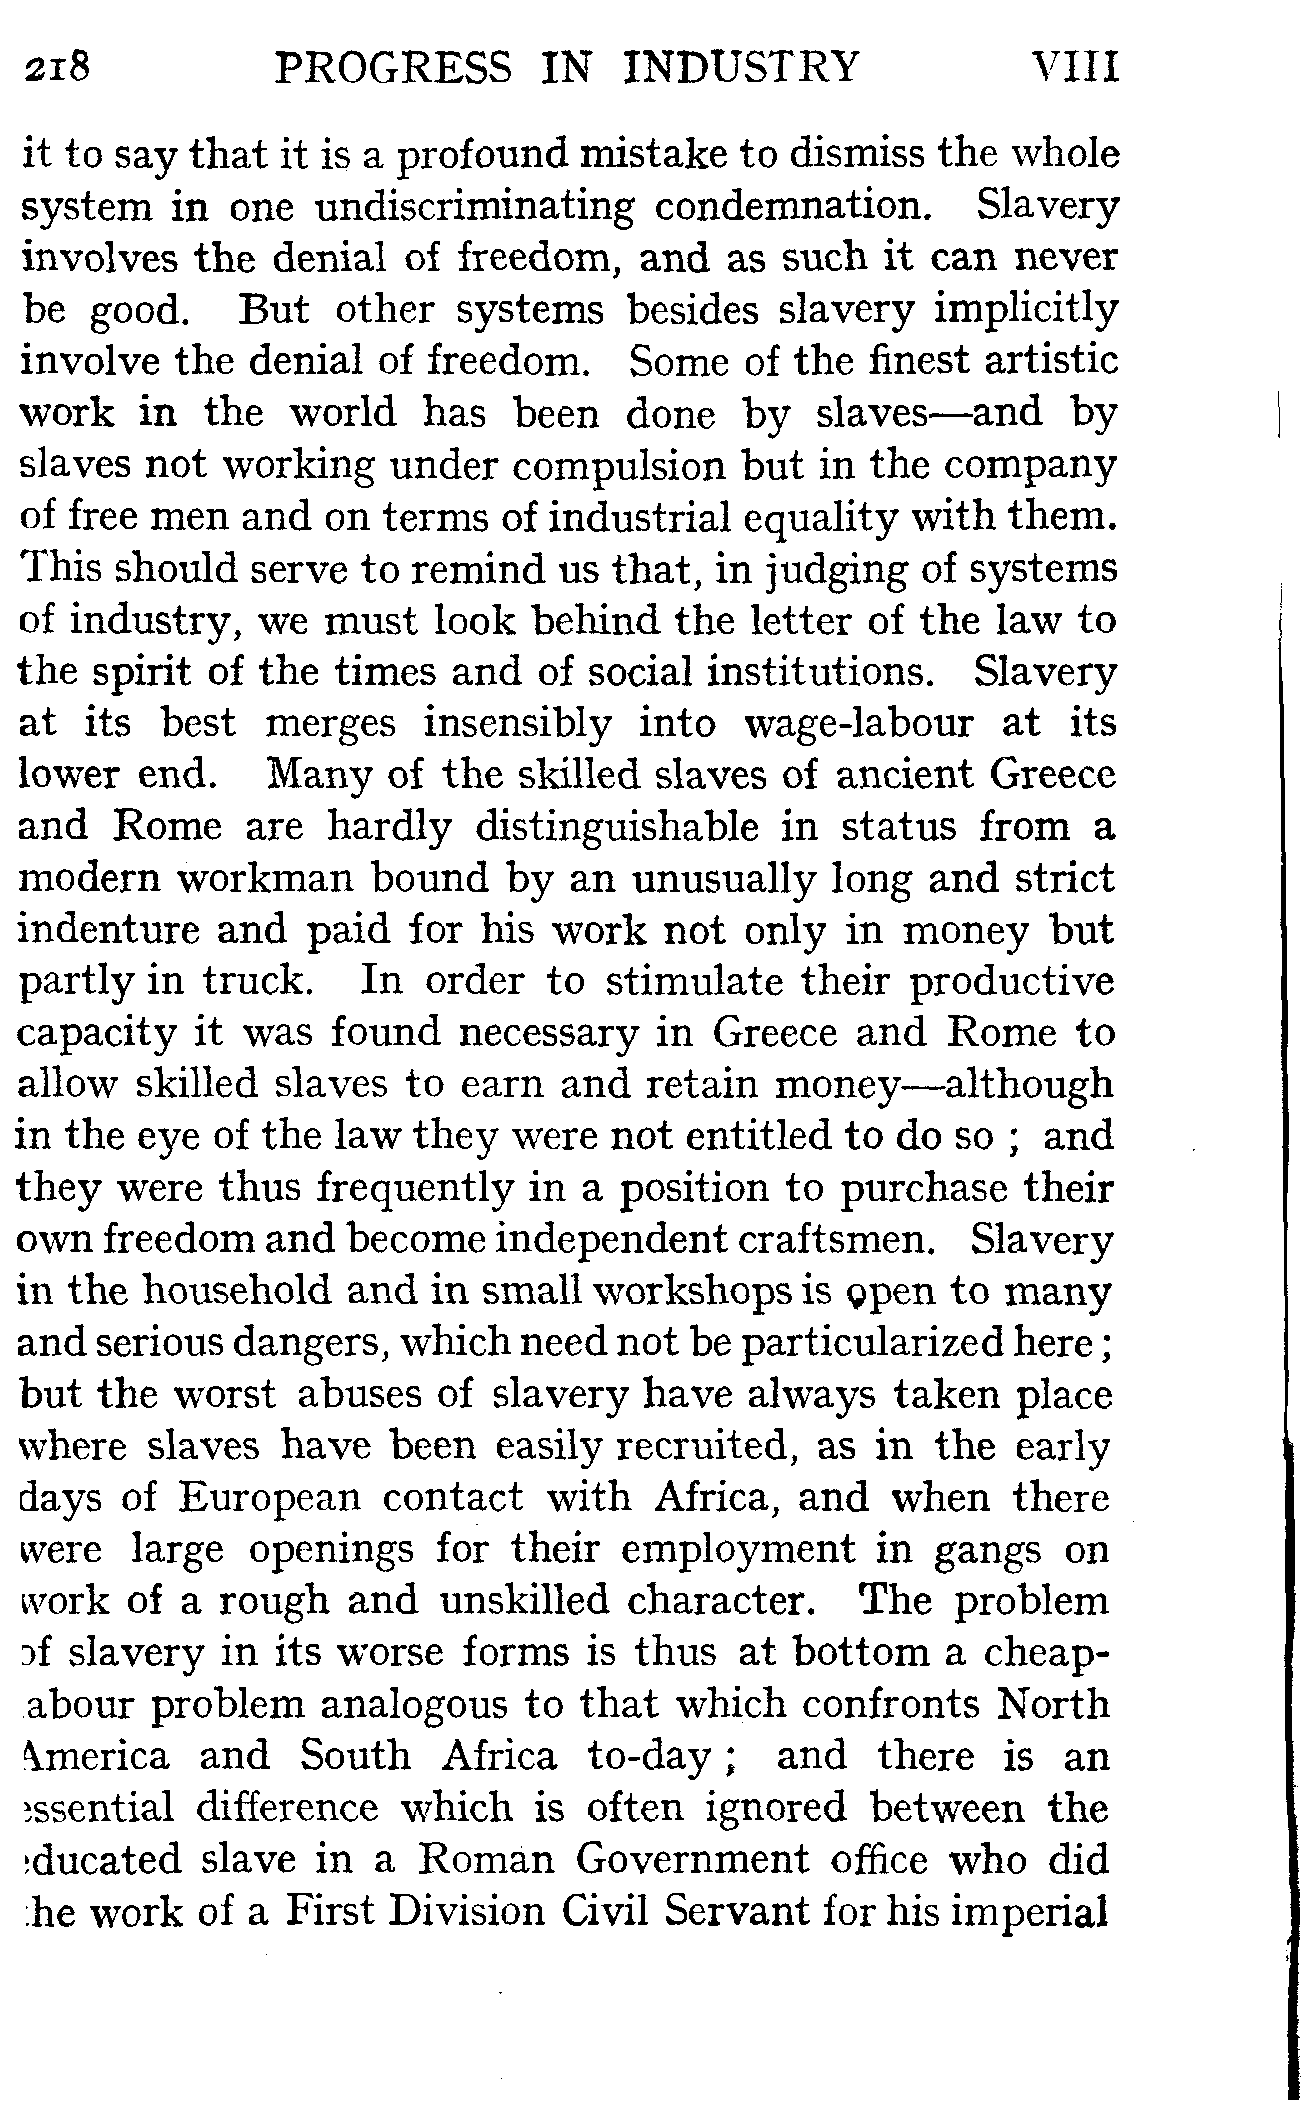 218 PROGRESS IN INDUSTRY VIII
it to say that it is a profound mistake to dismiss the whole
system in one undiscriminating condemnation. Slavery
involves the denial of freedom, and as such it can never
be good. But other systems besides slavery implicitly
involve the denial of freedom. Some of the finest artistic
work in the world has been done by slaves—and by
slaves not working under compulsion but in the company
of free men and on terms of industrial equality with them.
This should serve to remind us that, in judging of systems
of industry, we must look behind the letter of the law to
the spirit of the times and of social institutions. Slavery
at its best merges insensibly into wage-labour at its
lower end. Many of the skilled slaves of ancient Greece
and Rome are hardly distinguishable in status from a
modern workman bound by an unusually long and strict
indenture and paid for his work not only in money but
partly in truck. In order to stimulate their productive
capacity it was found necessary in Greece and Rome to
allow skilled slaves to earn and retain money—although
in the eye of the law they were not entitled to do so ; and
they were thus frequently in a position to purchase their
own freedom and become independent craftsmen. Slavery
in the household and in small workshops is open to many
and serious dangers, which need not be particularized here ;
but the worst abuses of slavery have always taken place
where slaves have been easily recruited, as in the early
days of European contact with Africa, and when there
were large openings for their employment in gangs on
work of a rough and unskilled character. The problem
of slavery in its worse forms is thus at bottom a cheap-
abour problem analogous to that which confronts North
America and South Africa to-day ; and there is an
essential difference which is often ignored between the
educated slave in a Roman Government office who did
the work of a First Division Civil Servant for his imperial